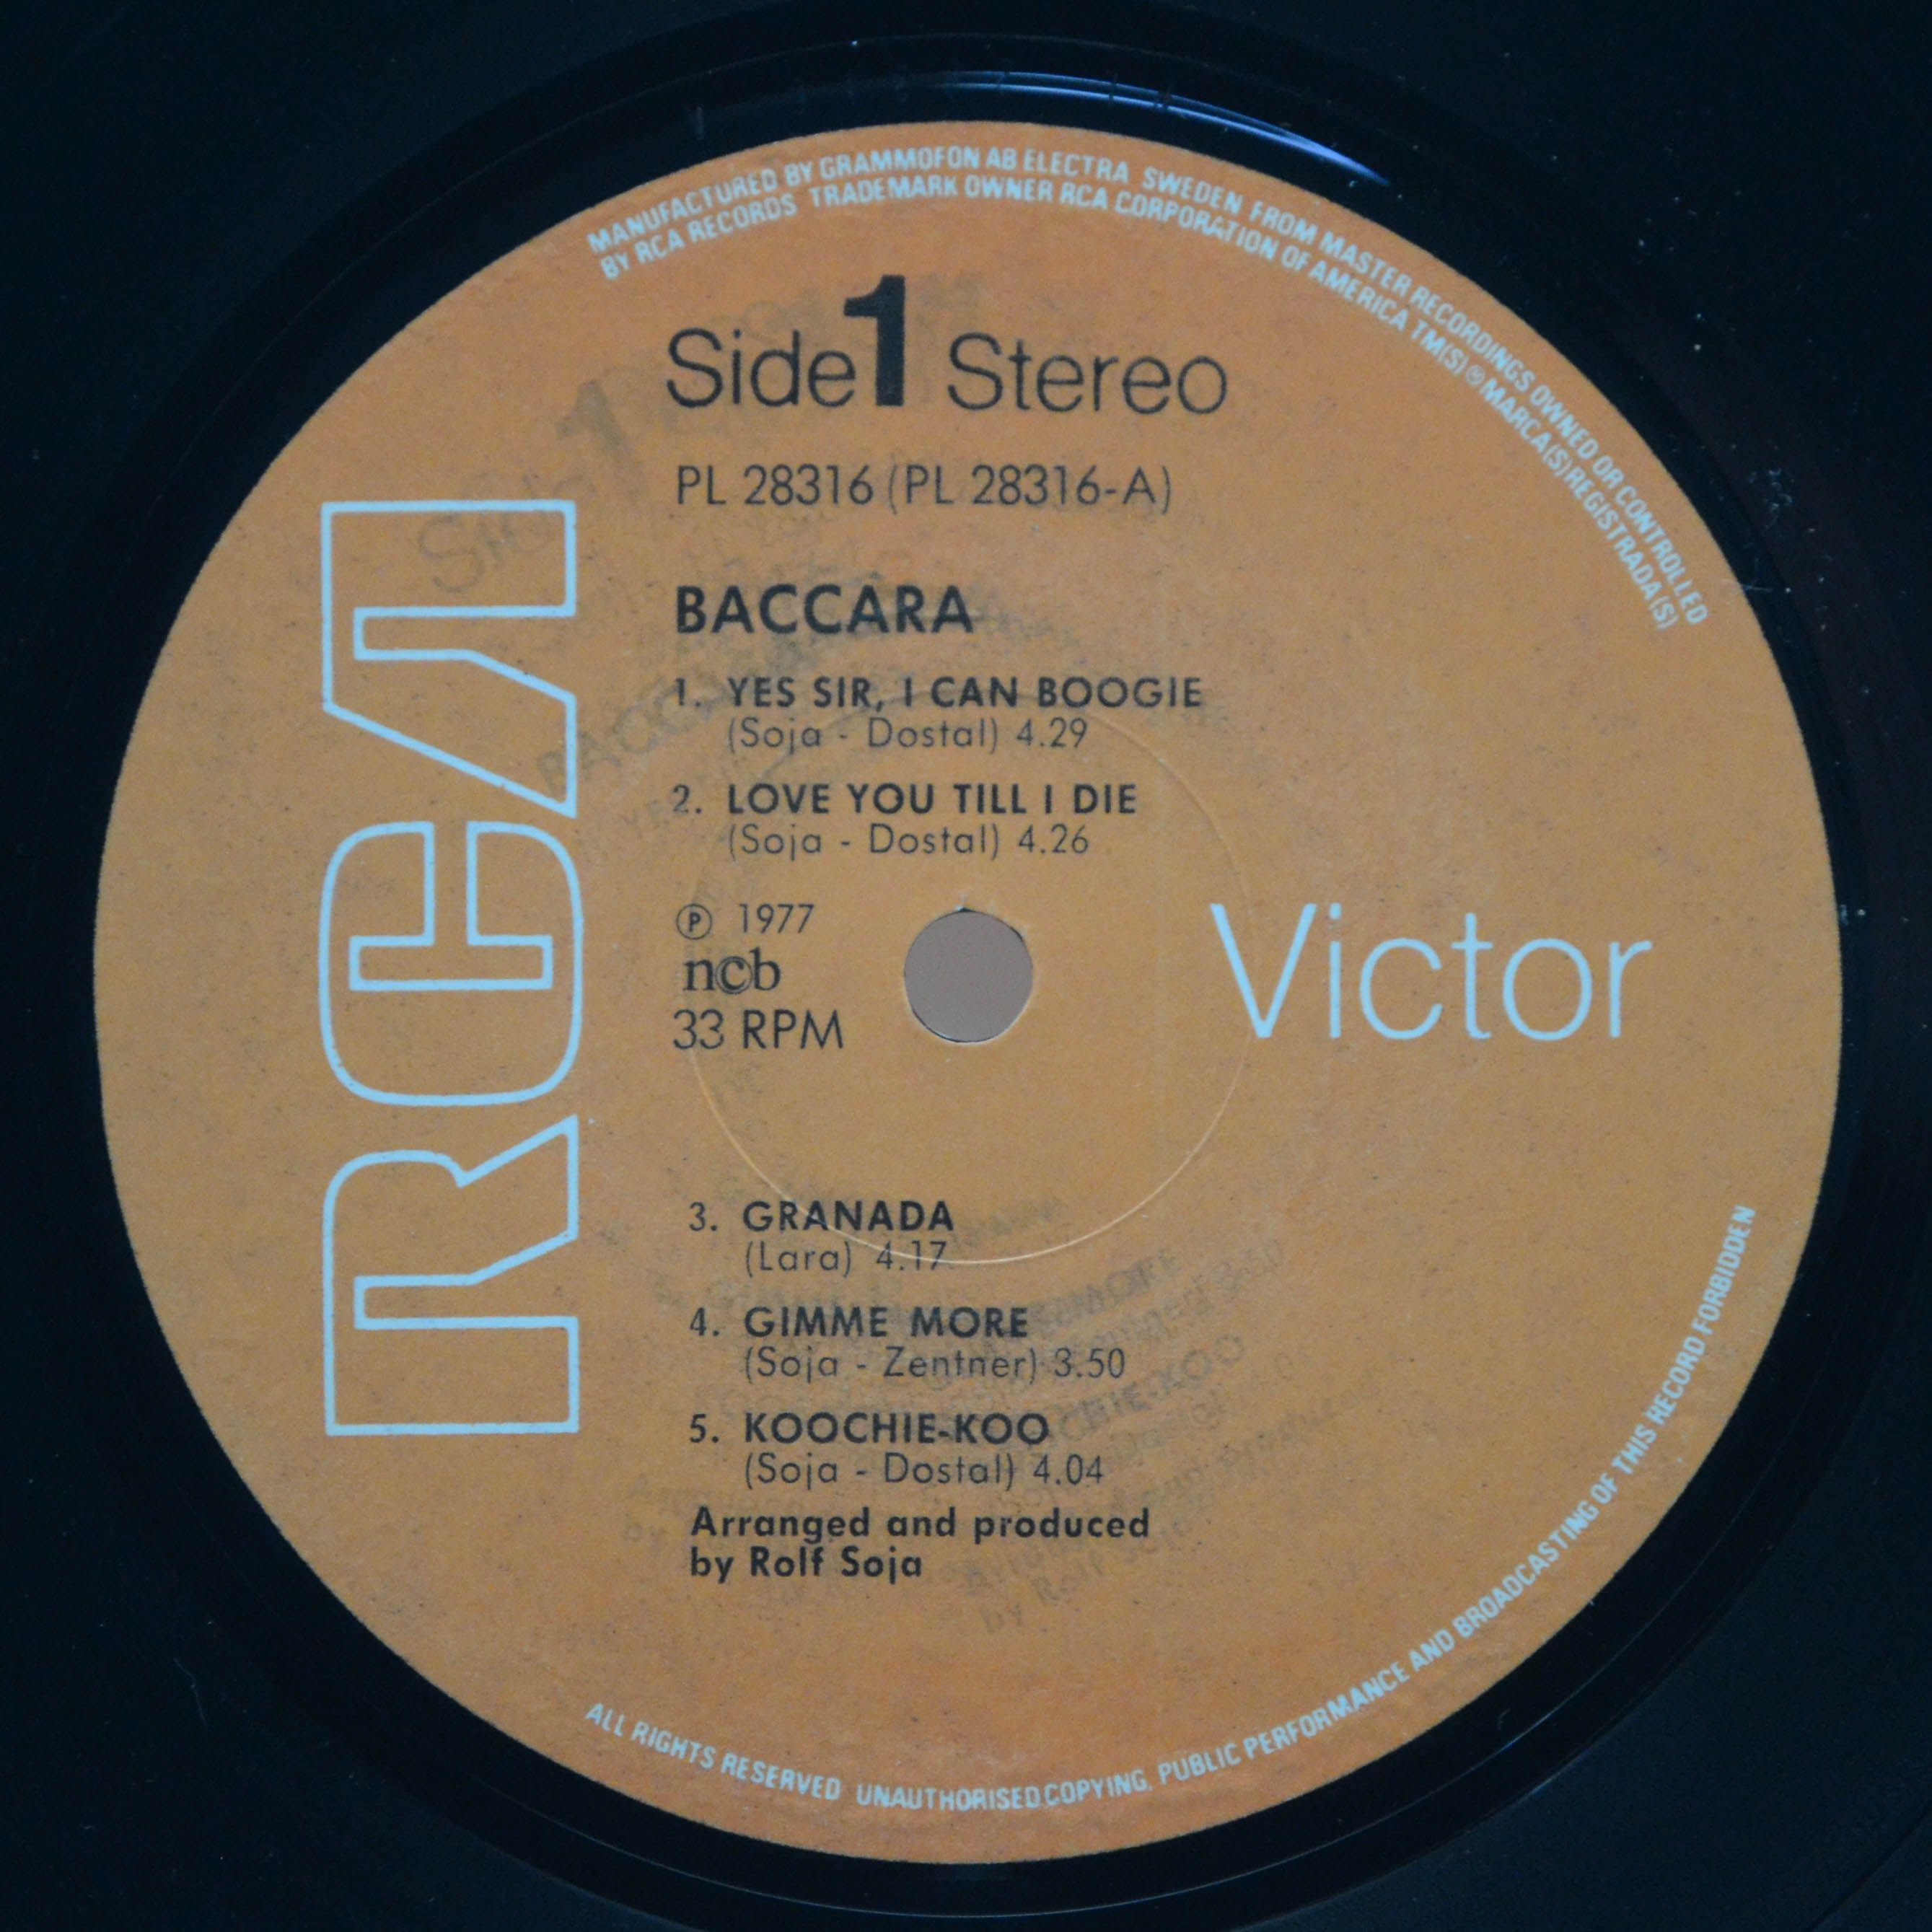 MANUFACTURED BY GRAMMOFON AB ELECTRA SWEDEN FROM MASTER RECORDINGS OWNED OR CONTROLLED
BY RCA RECORDS TRADEMARK OWNER RCA CORPORATION OF AMERICA TM(S) ® MARCA(S) REGISTRADA(S)
Side 1 Stereo
PL 28316 (PL 28316-A)
BACCARA
1. YES SIR, I CAN BOOGIE
(Soja - Dostal) 4.29
2. LOVE YOU TILL I DIE
(Soja - Dostal) 4.26
℗ 1977
ncb
33 RPM
RCA
Victor
3. GRANADA
(Lara) 4.17
4. GIMME MORE
(Soja - Zentner) 3.50
5. KOOCHIE-KOO
(Soja - Dostal) 4.04
Arranged and produced
by Rolf Soja
ALL RIGHTS RESERVED UNAUTHORISED COPYING, PUBLIC PERFORMANCE AND BROADCASTING OF THIS RECORD FORBIDDEN